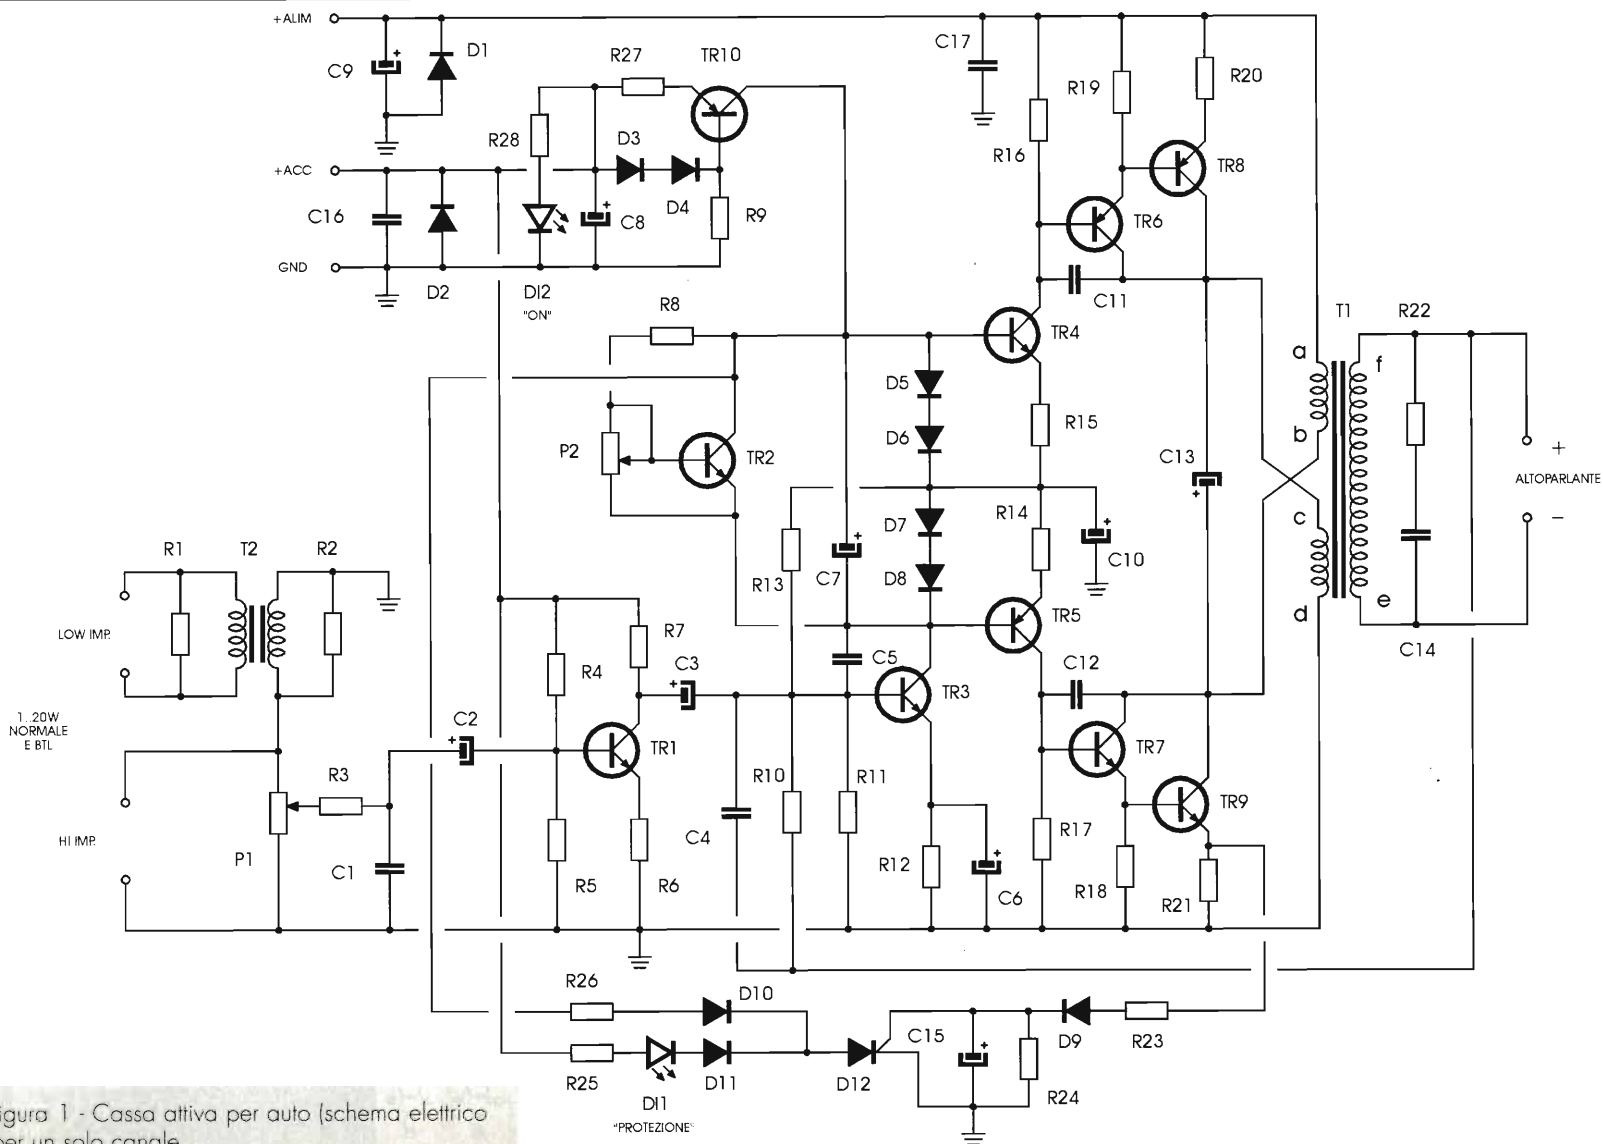 +ALIM
C9
D1
R27
TR10
C17
R19
R20
R28
D3
R16
TR8
+ACC
C16
D4
C8
R9
TR6
GND
D2
DI2
"ON"
C11
R8
TR4
T1
R22
a
f
D5
D6
R15
P2
TR2
b
C13
+
ALTOPARLANTE
D7
R14
c
–
R1
T2
R2
R13
C7
D8
C10
LOW IMP.
R4
R7
TR5
d
e
C14
C3
C5
C12
TR3
1..20W
NORMALE
E BTL
C2
TR1
TR7
R3
R10
R11
TR9
HI IMP.
P1
C1
C4
R17
R5
R6
R12
C6
R18
R21
R26
D10
C15
D9
R23
R25
DI1
"PROTEZIONE"
D11
D12
R24
igura 1 - Cassa attiva per auto (schema elettrico
per un solo canale